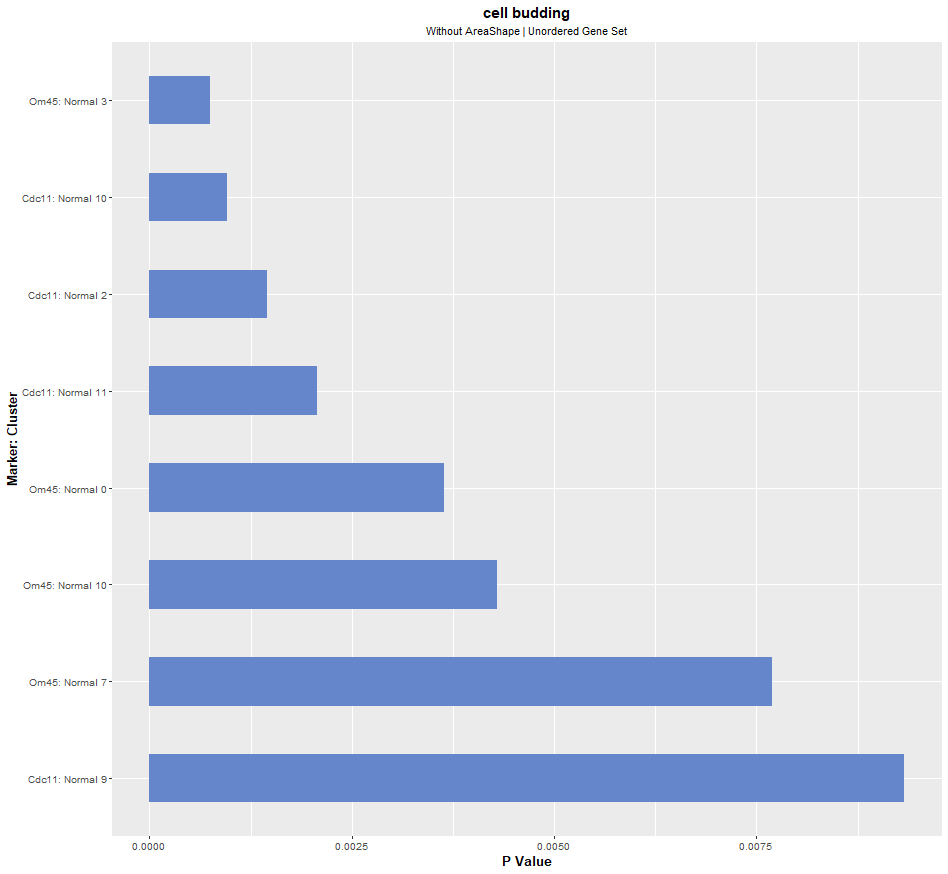 cell budding
Without AreaShape | Unordered Gene Set
Om45: Normal 3
Cdc11: Normal 10
Cdc11: Normal 2
Cdc11: Normal 11
Om45: Normal 0
Om45: Normal 10
Om45: Normal 7
Cdc11: Normal 9
Marker: Cluster
0.0000 0.0025 0.0050 0.0075
P Value